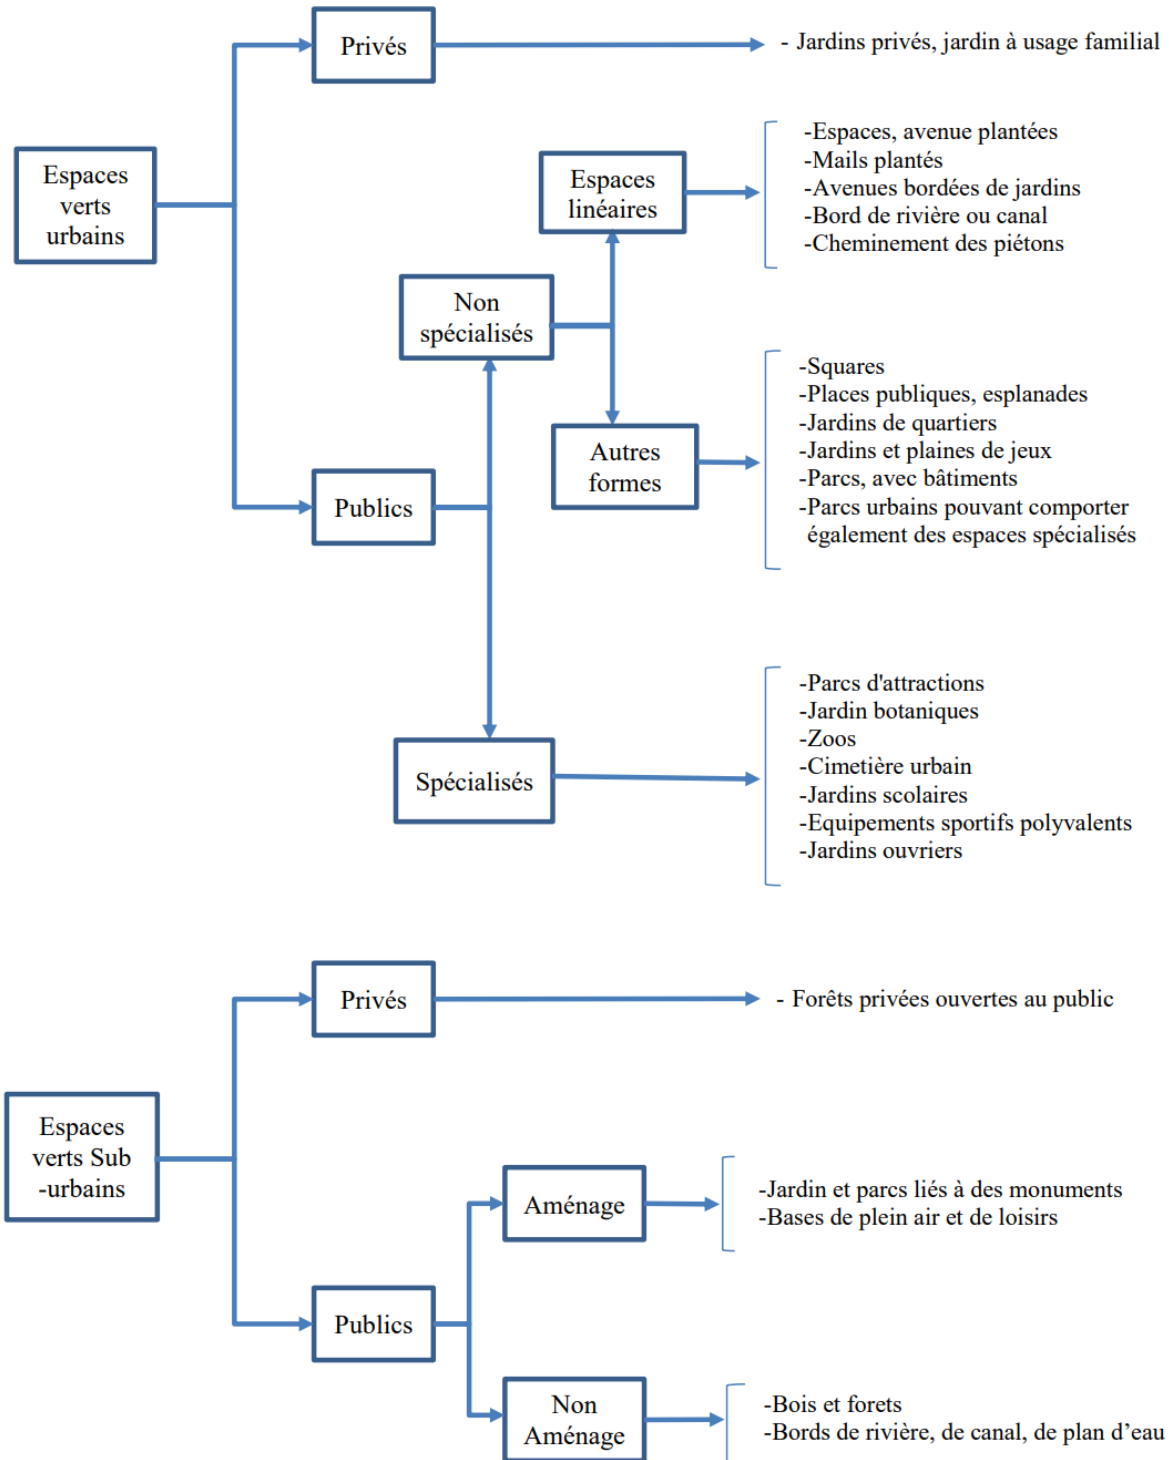 Privés
- Jardins privés, jardin à usage familial
Espaces
verts
urbains
Espaces
linéaires
-Espaces, avenue plantées
-Mails plantés
-Avenues bordées de jardins
-Bord de rivière ou canal
-Cheminement des piétons
Non
spécialisés
Autres
formes
-Squares
-Places publiques, esplanades
-Jardins de quartiers
-Jardins et plaines de jeux
-Parcs, avec bâtiments
-Parcs urbains pouvant comporter
également des espaces spécialisés
Publics
Spécialisés
-Parcs d'attractions
-Jardin botaniques
-Zoos
-Cimetière urbain
-Jardins scolaires
-Equipements sportifs polyvalents
-Jardins ouvriers
Privés
- Forêts privées ouvertes au public
Espaces
verts Sub
-urbains
Aménage
-Jardin et parcs liés à des monuments
-Bases de plein air et de loisirs
Publics
Non
Aménage
-Bois et forets
-Bords de rivière, de canal, de plan d’eau